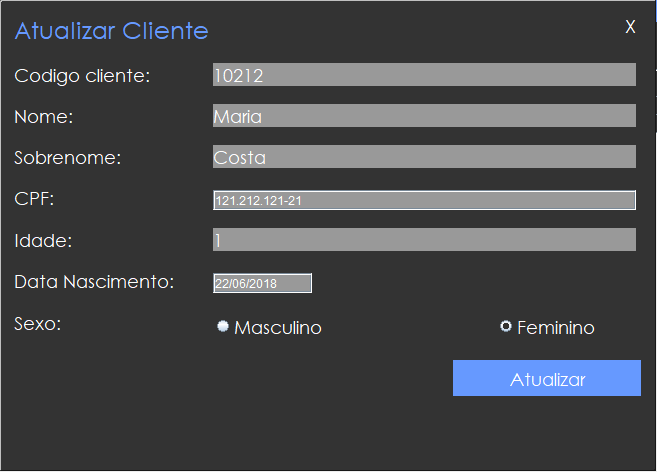 Atualizar Cliente X
Codigo cliente: 10212
Nome: Maria
Sobrenome: Costa
CPF: 121.212.121-21
Idade: 1
Data Nascimento: 22/06/2018
Sexo: Masculino Feminino
Atualizar